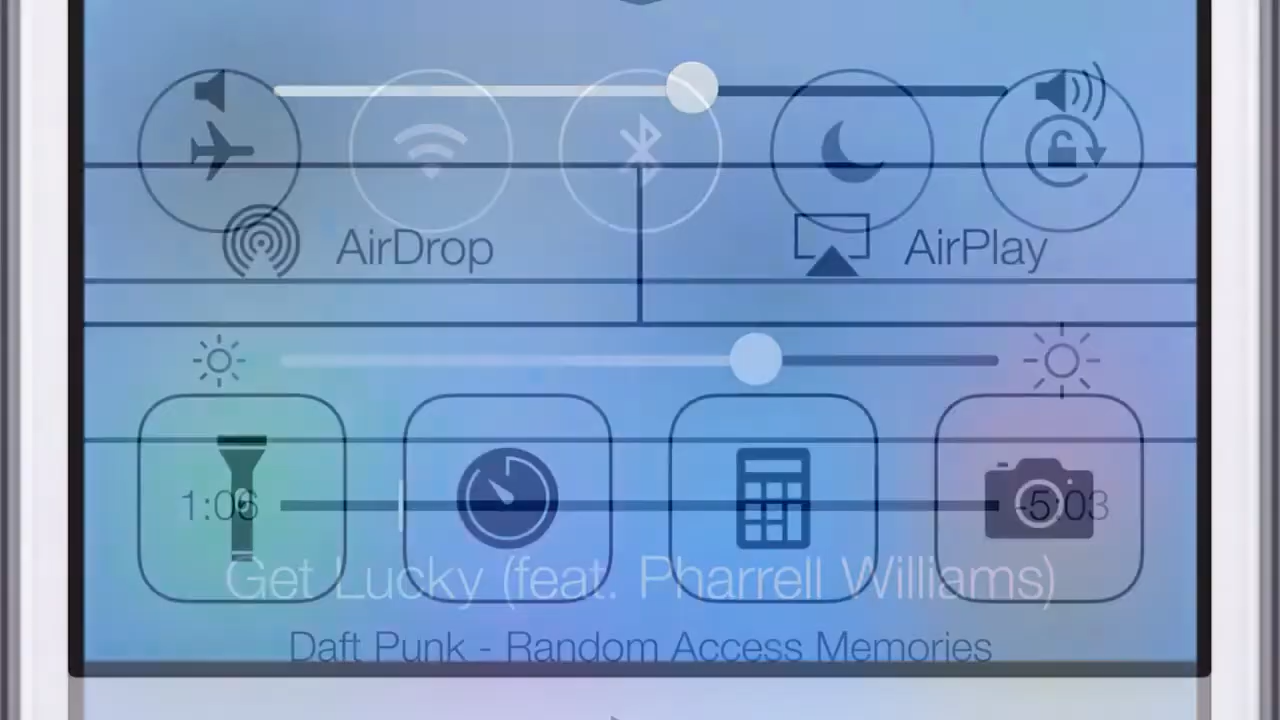 AirDrop AirPlay
1:06 -5:03
Get Lucky (feat. Pharrell Williams)
Daft Punk - Random Access Memories